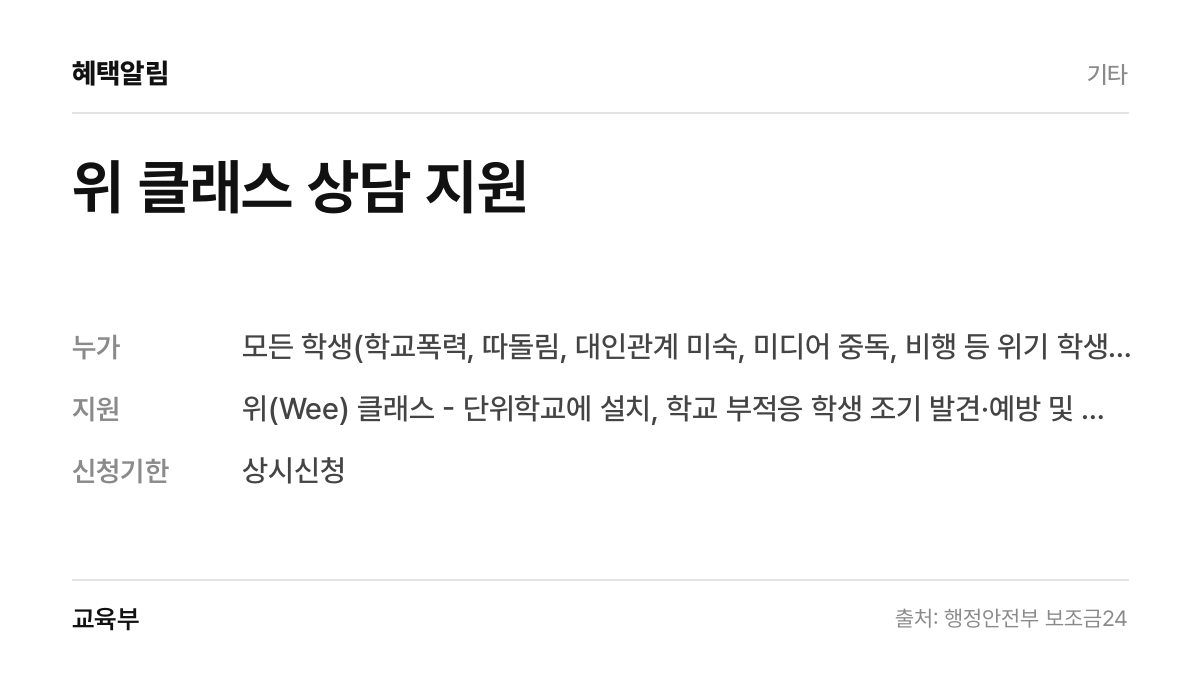 혜택알림
기타
위 클래스 상담 지원
누가 모든 학생(학교폭력, 따돌림, 대인관계 미숙, 미디어 중독, 비행 등 위기 학생...
지원 위(Wee) 클래스 - 단위학교에 설치, 학교 부적응 학생 조기 발견·예방 및 ...
신청기한 상시신청
교육부
출처: 행정안전부 보조금24